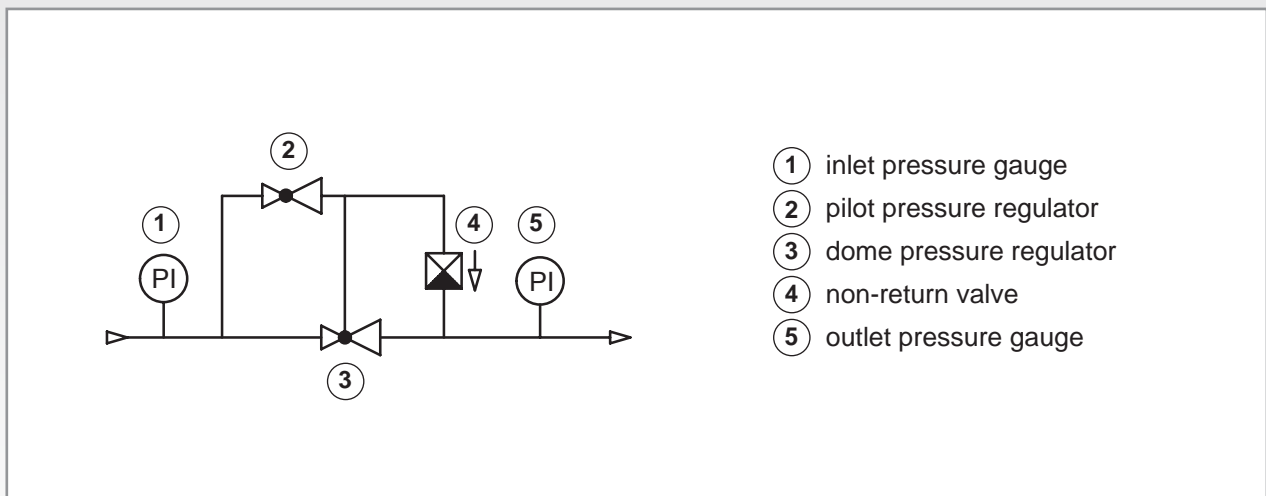 2
1
4
5
PI
PI
3
1 inlet pressure gauge
2 pilot pressure regulator
3 dome pressure regulator
4 non-return valve
5 outlet pressure gauge